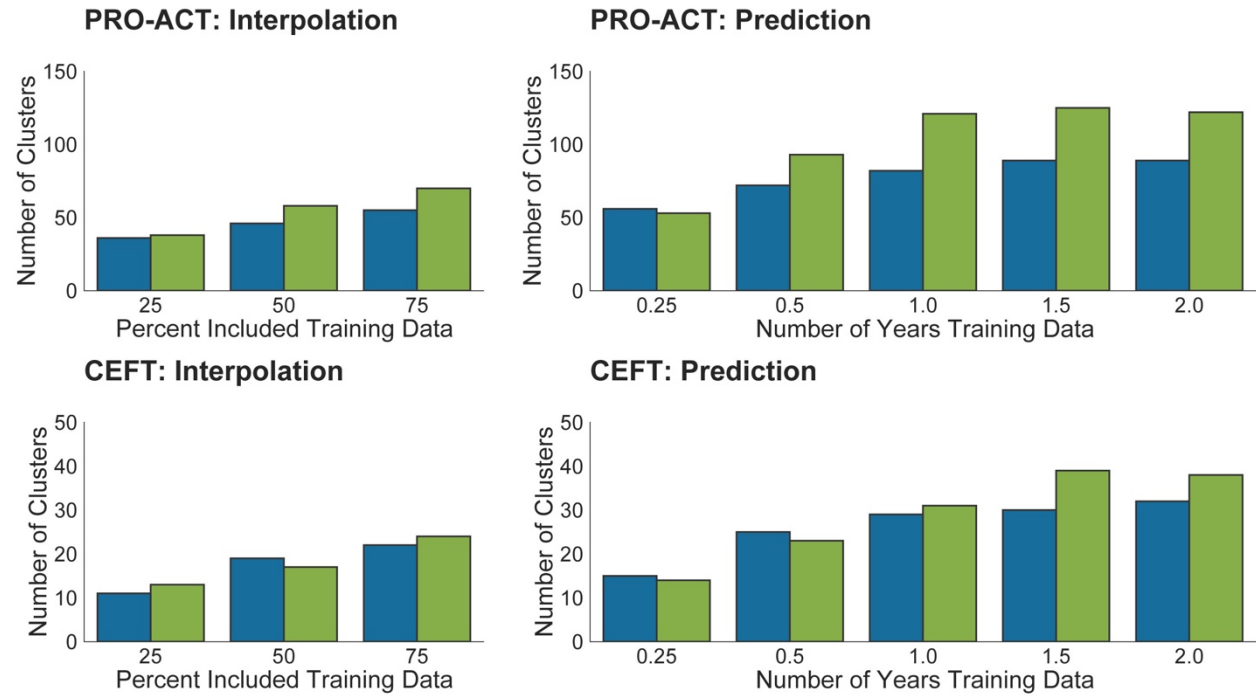 PRO-ACT: Interpolation
Number of Clusters
150
100
50
0
25 50 75
Percent Included Training Data
PRO-ACT: Prediction
Number of Clusters
150
100
50
0
0.25 0.5 1.0 1.5 2.0
Number of Years Training Data
CEFT: Interpolation
Number of Clusters
50
40
30
20
10
0
25 50 75
Percent Included Training Data
CEFT: Prediction
Number of Clusters
50
40
30
20
10
0
0.25 0.5 1.0 1.5 2.0
Number of Years Training Data